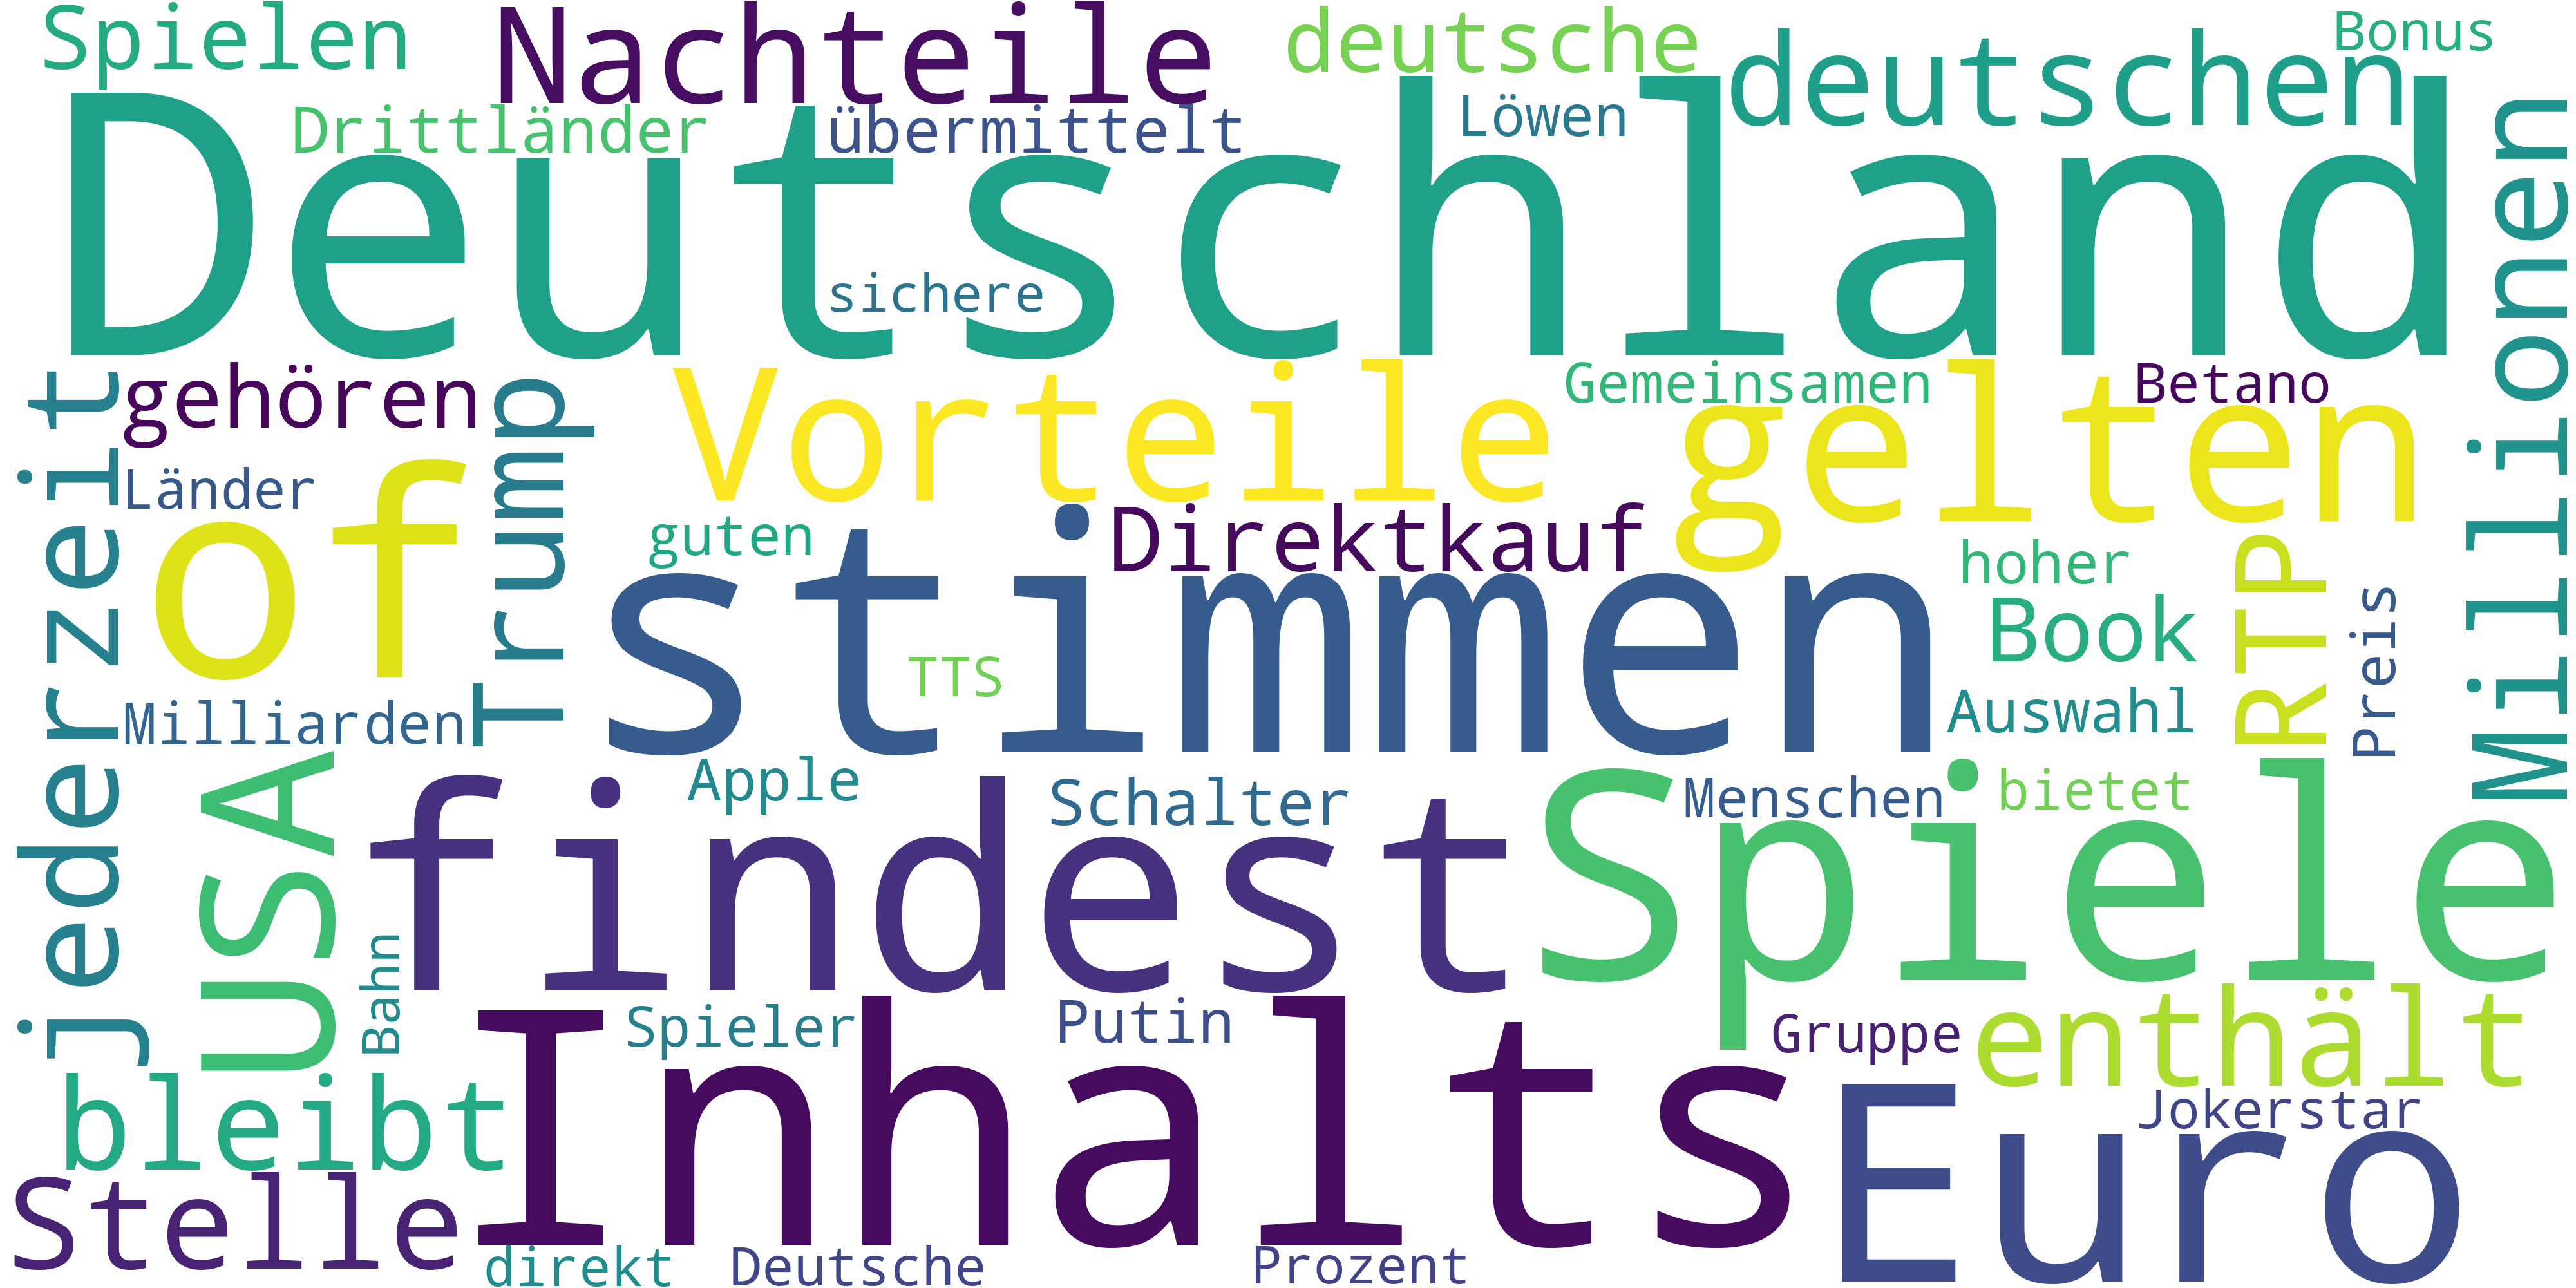 Spielen
Nachteile
deutsche
deutschen
Bonus
Drittländer
übermittelt
Löwen
Deutschland
Millionen
sichere
jederzeit
gehören
Trump
Vorteile
Gemeinsamen
gelten
Betano
Länder
of
guten
Direktkauf
stimmen
hoher
Book
RTP
Preis
TTS
Milliarden
Auswahl
USA
Apple
Schalter
Menschen
bietet
findest
Spiele
Bahn
Spieler
Putin
Gruppe
enthält
Inhalts
bleibt
Euro
Jokerstar
Stelle
direkt
Deutsche
Prozent